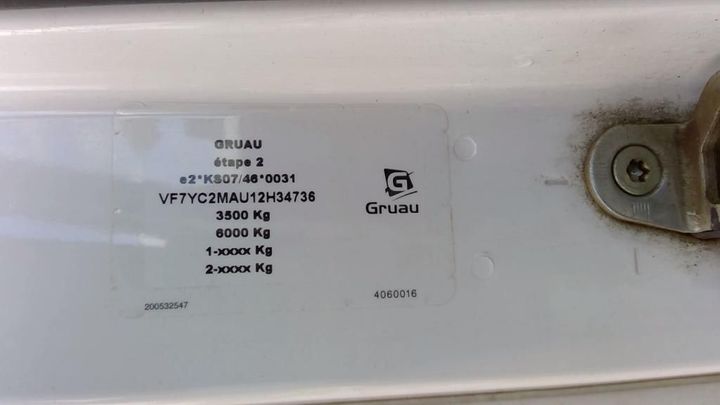 GRUAU
étape 2
e2*KS07/46*0031
VF7YC2MAU12H34736
3500 Kg
6000 Kg
1-xxxx Kg
2-xxxx Kg
G
Gruau
200532547
4060016